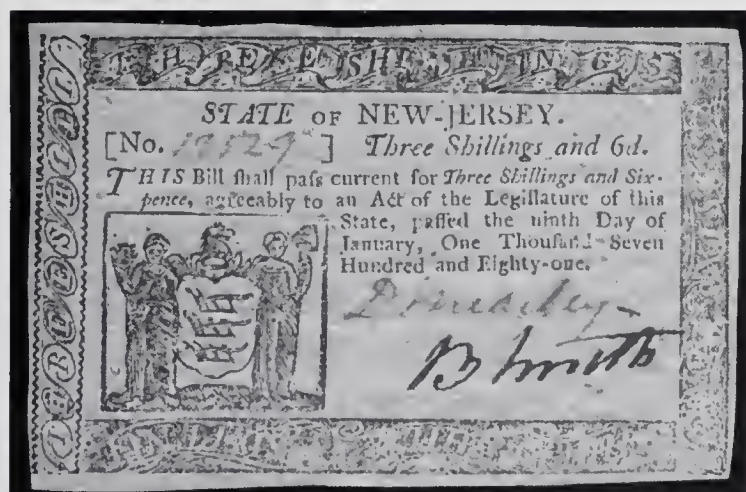 THREE SHILLINGS
STATE OF NEW-JERSEY.
[No. ] Three Shillings and 6d.
THIS Bill ſhall paſs current for Three Shillings and Six-
pence, agreeably to an Act of the Legiſlature of this
State, paſſed the ninth Day of
January, One Thouſand Seven
Hundred and Eighty-one.
D Brearley
B Smith